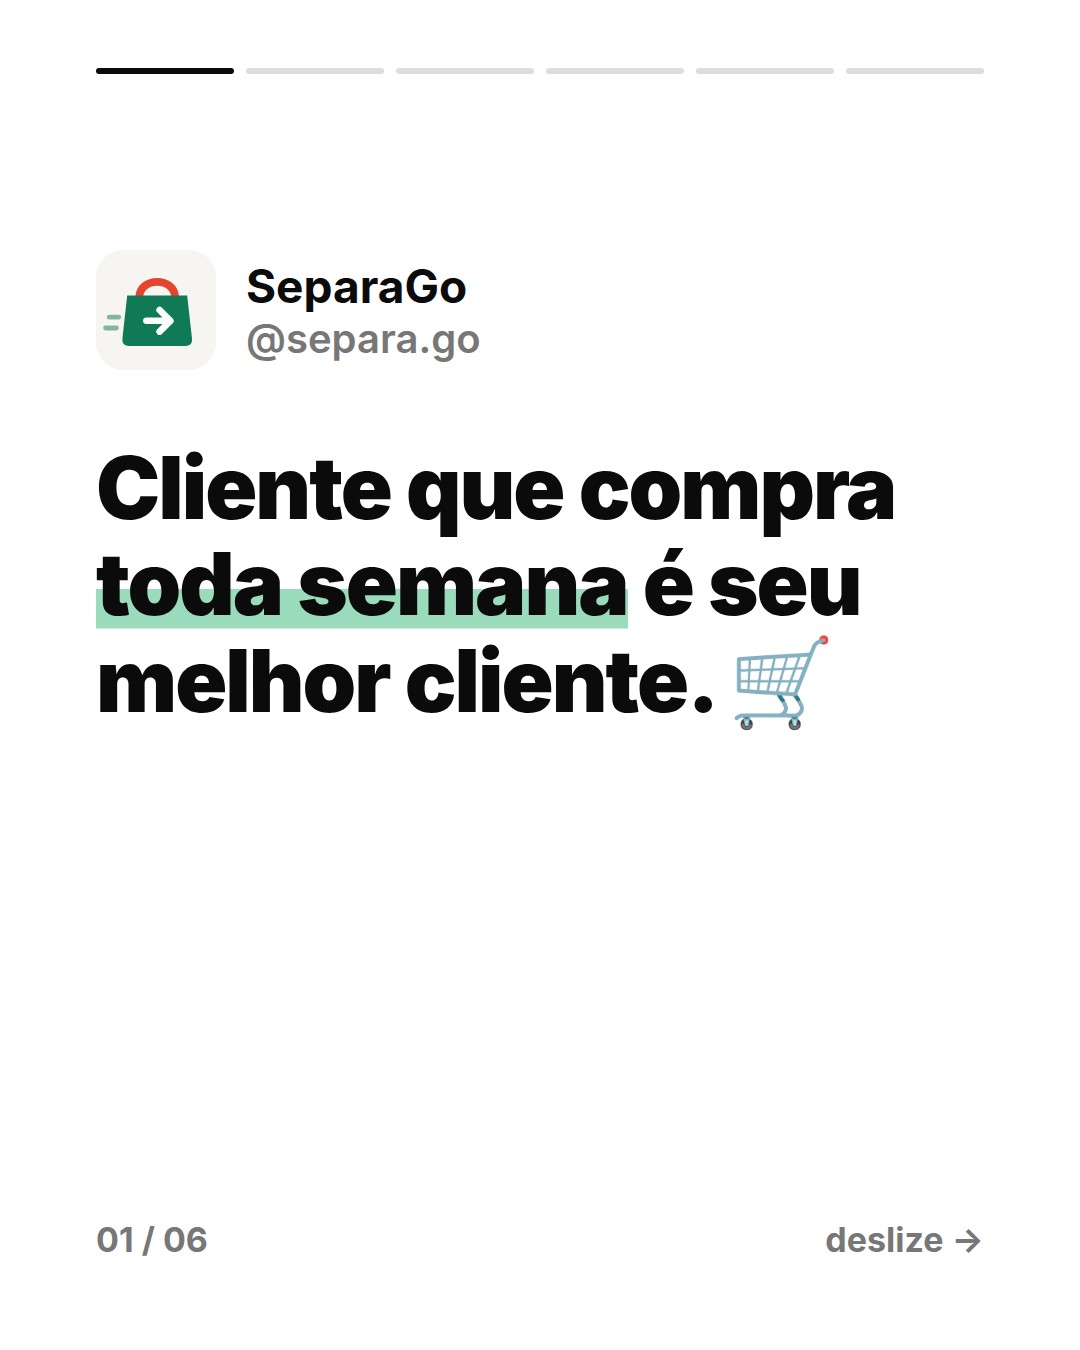 SeparaGo
@separa.go
Cliente que compra
toda semana é seu
melhor cliente. 🛒
01 / 06
deslize →